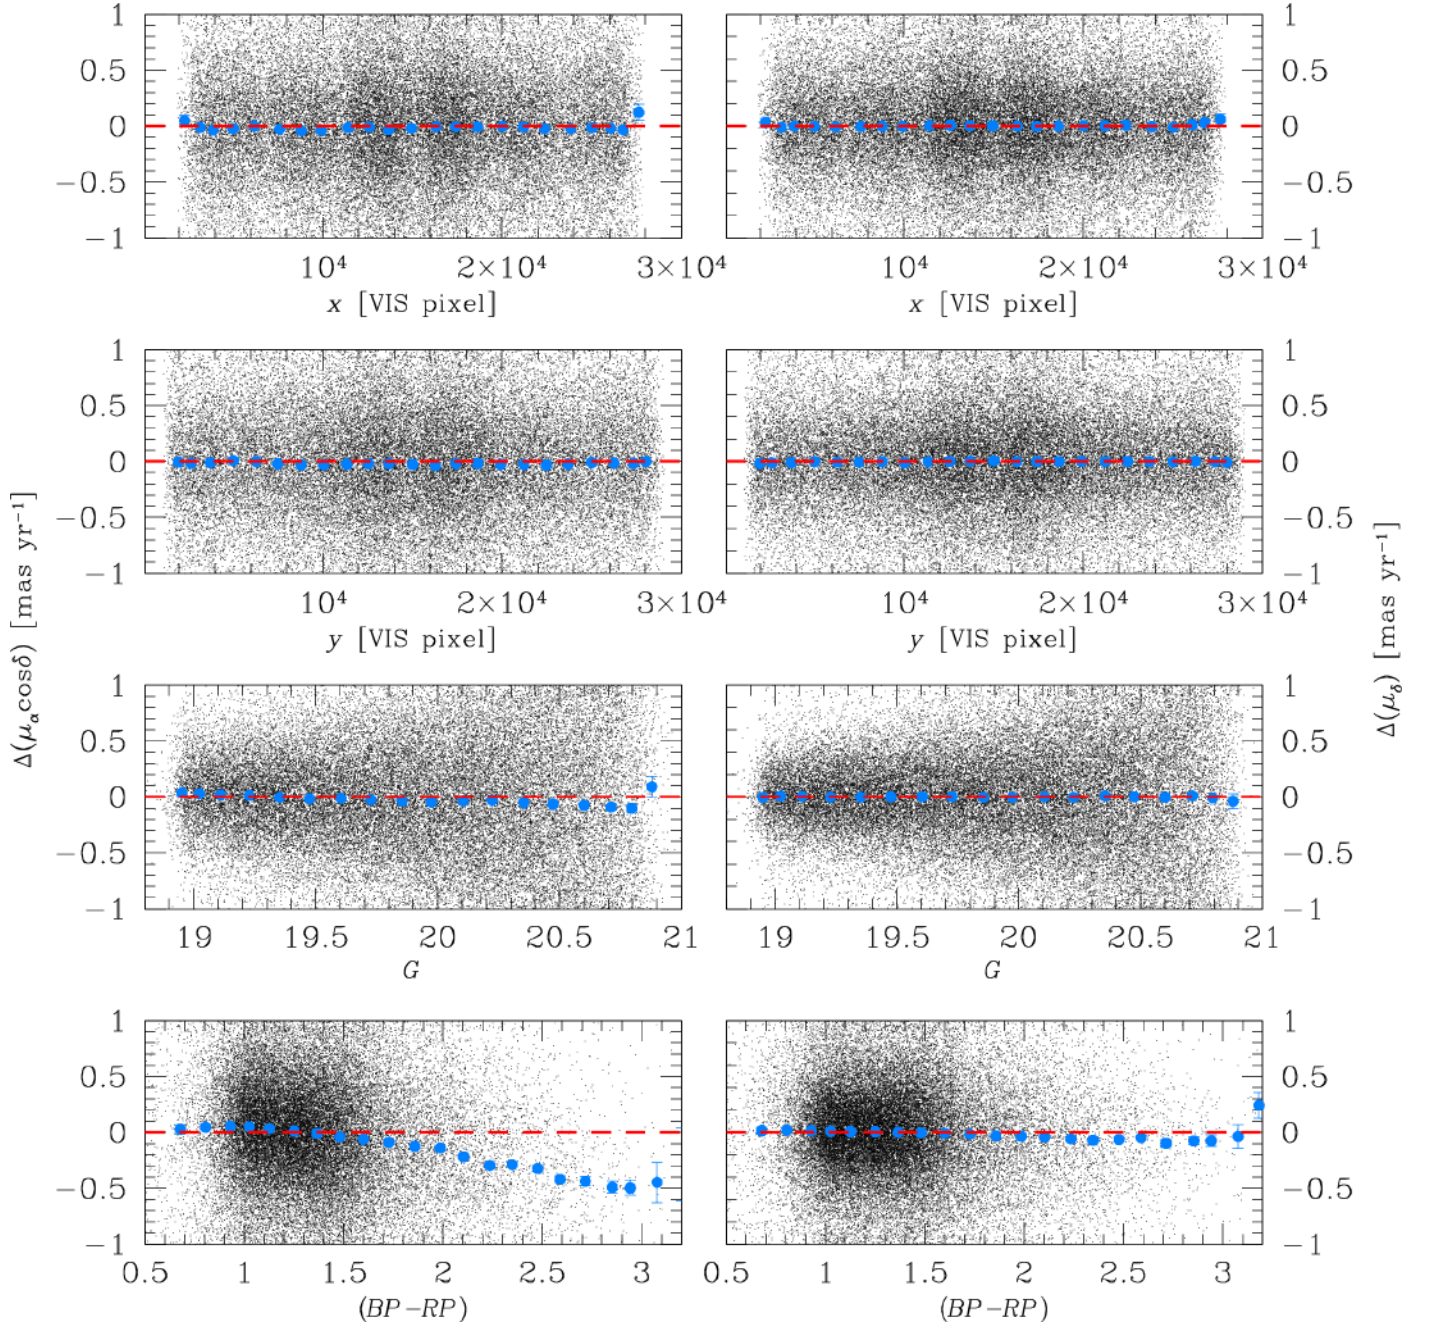 1 1
0.5 0.5
0 0
−0.5 −0.5
−1 −1
10⁴ 2×10⁴ 3×10⁴ 10⁴ 2×10⁴ 3×10⁴
x [VIS pixel] x [VIS pixel]
1 1
0.5 0.5
0 0
−0.5 −0.5
−1 −1
10⁴ 2×10⁴ 3×10⁴ 10⁴ 2×10⁴ 3×10⁴
y [VIS pixel] y [VIS pixel]
Δ(μ_α cosδ) [mas yr⁻¹]
Δ(μ_δ) [mas yr⁻¹]
1 1
0.5 0.5
0 0
−0.5 −0.5
−1 −1
19 19.5 20 20.5 21 19 19.5 20 20.5 21
G G
1 1
0.5 0.5
0 0
−0.5 −0.5
−1 −1
0.5 1 1.5 2 2.5 3 0.5 1 1.5 2 2.5 3
(BP−RP) (BP−RP)